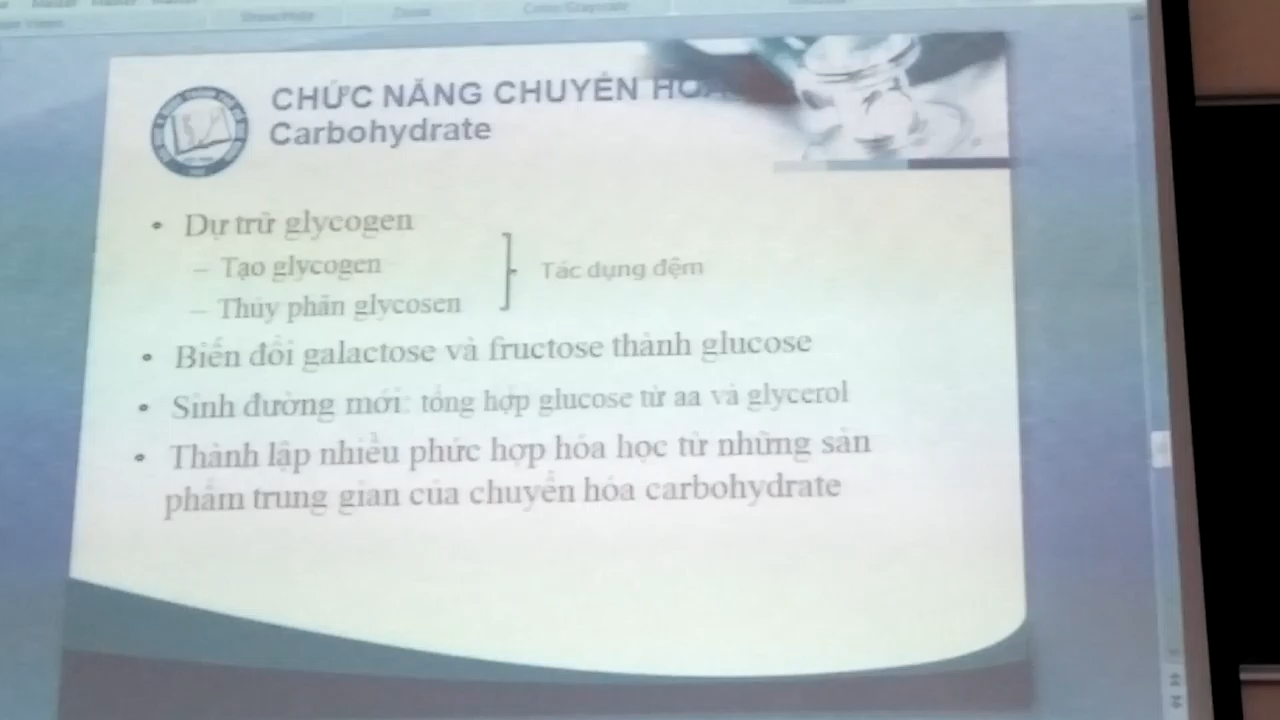 CHỨC NĂNG CHUYỂN HOÁ
Carbohydrate
• Dự trữ glycogen
– Tạo glycogen
– Thủy phân glycosen
Tác dụng đệm
• Biến đổi galactose và fructose thành glucose
• Sinh đường mới: tổng hợp glucose từ aa và glycerol
• Thành lập nhiều phức hợp hóa học từ những sản
phẩm trung gian của chuyển hóa carbohydrate